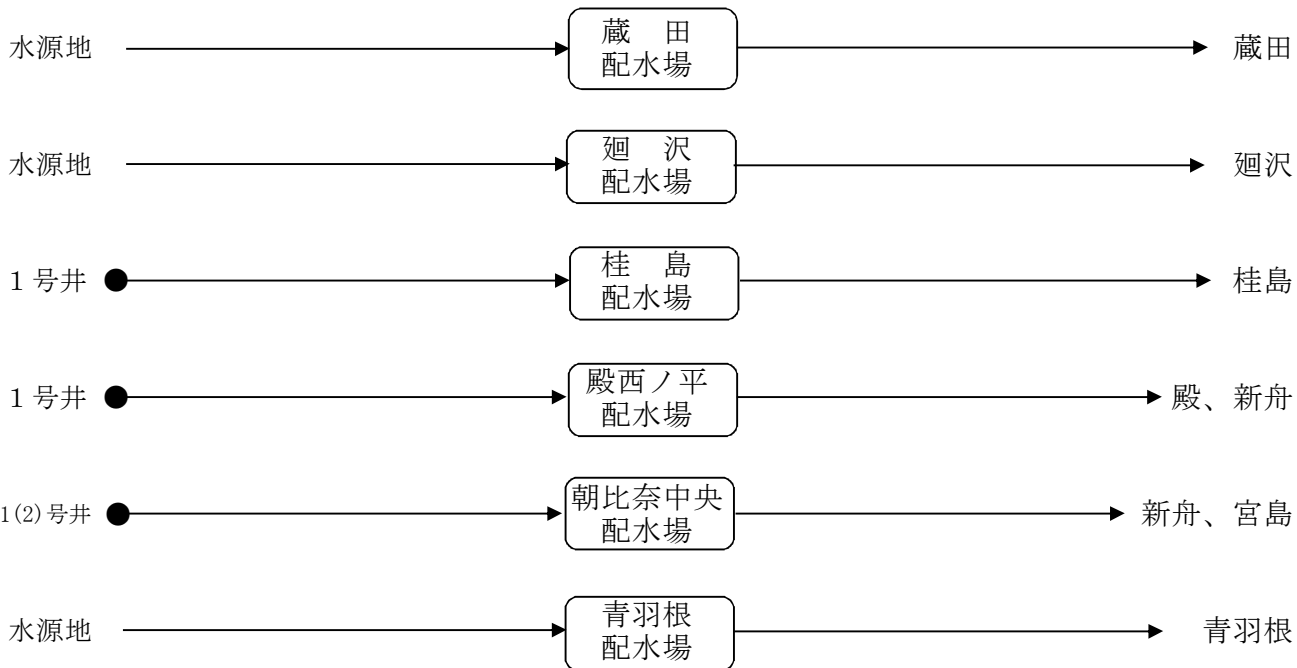 水源地
蔵　田
配水場
蔵田
水源地
廻　沢
配水場
廻沢
１号井
桂　島
配水場
桂島
１号井
殿西ノ平
配水場
殿、新舟
1(2)号井
朝比奈中央
配水場
新舟、宮島
水源地
青羽根
配水場
青羽根